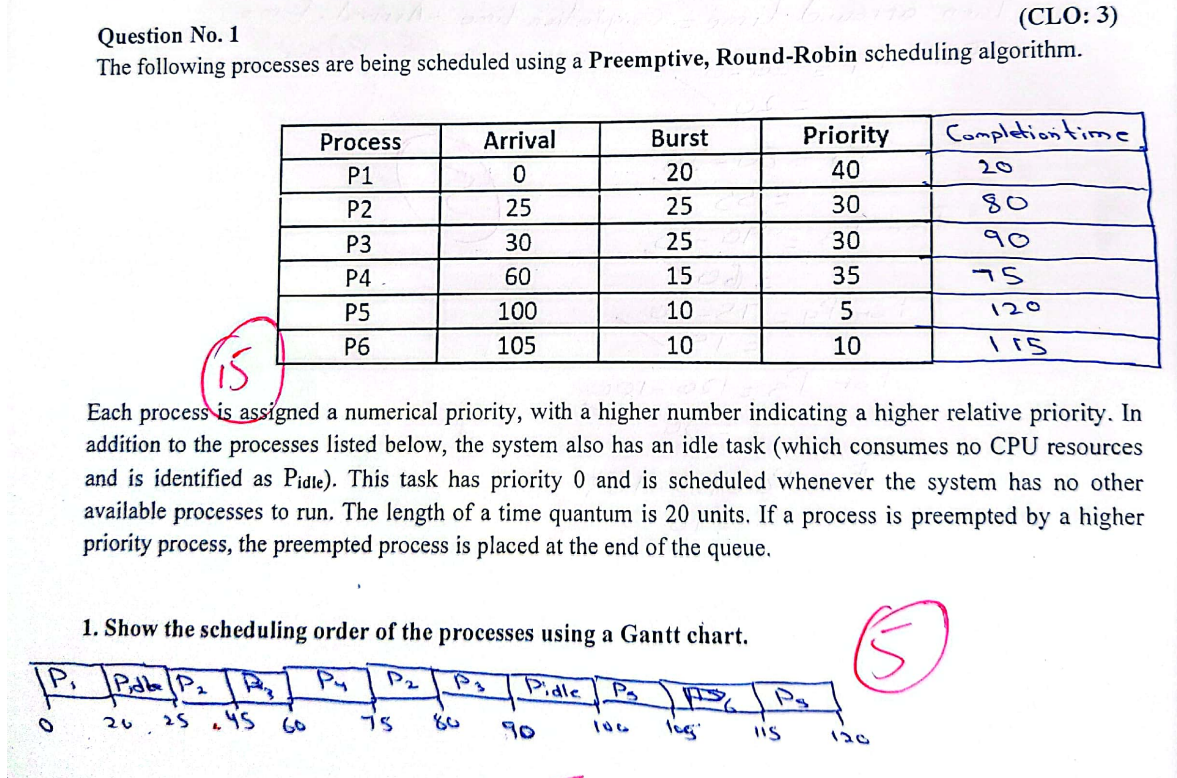 (CLO: 3)
Question No. 1
The following processes are being scheduled using a Preemptive, Round-Robin scheduling algorithm.
Process Arrival Burst Priority Completion time
P1 0 20 40 20
P2 25 25 30 80
P3 30 25 30 90
P4 60 15 35 75
P5 100 10 5 120
P6 105 10 10 115
15
Each process is assigned a numerical priority, with a higher number indicating a higher relative priority. In
addition to the processes listed below, the system also has an idle task (which consumes no CPU resources
and is identified as Pidle). This task has priority 0 and is scheduled whenever the system has no other
available processes to run. The length of a time quantum is 20 units. If a process is preempted by a higher
priority process, the preempted process is placed at the end of the queue.
1. Show the scheduling order of the processes using a Gantt chart.
5
P1 Pidle P2 P3 P4 P2 P3 Pidle P5 P6 P5
0 20 25 45 60 75 80 90 100 105 115 120